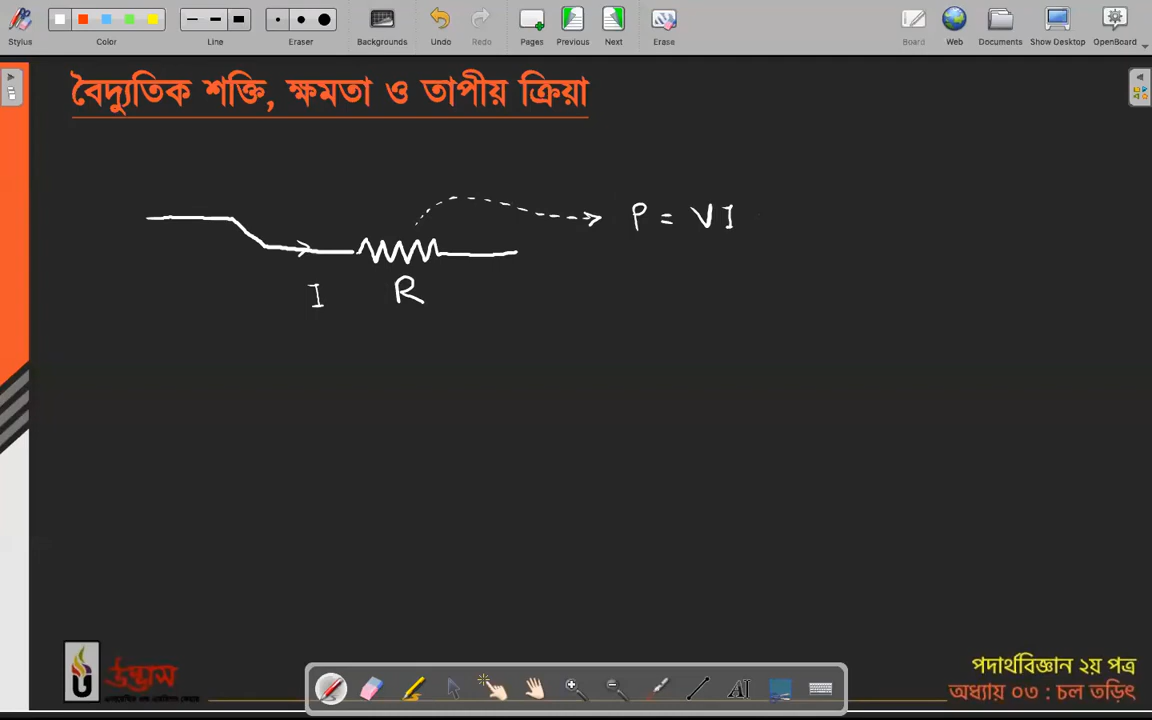 Stylus
Color
Line
Eraser
Backgrounds
Undo
Redo
Pages
Previous
Next
Erase
Board
Web
Documents
Show Desktop
OpenBoard
বৈদ্যুতিক শক্তি, ক্ষমতা ও তাপীয় ক্রিয়া
P = VI
I R
উদ্ভাস
পদার্থবিজ্ঞান ২য় পত্র
অধ্যায় ০৩ : চল তড়িৎ